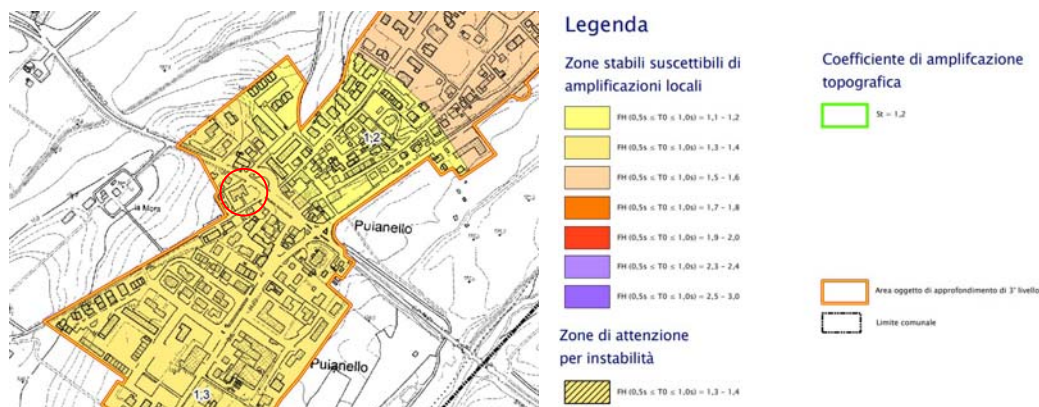 1,2
la Mora
Puianello
Puianello
1,3
Legenda
Zone stabili suscettibili di
amplificazioni locali
FH (0,5s ≤ T0 ≤ 1,0s) = 1,1 - 1,2
FH (0,5s ≤ T0 ≤ 1,0s) = 1,3 - 1,4
FH (0,5s ≤ T0 ≤ 1,0s) = 1,5 - 1,6
FH (0,5s ≤ T0 ≤ 1,0s) = 1,7 - 1,8
FH (0,5s ≤ T0 ≤ 1,0s) = 1,9 - 2,0
FH (0,5s ≤ T0 ≤ 1,0s) = 2,3 - 2,4
FH (0,5s ≤ T0 ≤ 1,0s) = 2,5 - 3,0
Zone di attenzione
per instabilità
FH (0,5s ≤ T0 ≤ 1,0s) = 1,3 - 1,4
Coefficiente di amplifcazione
topografica
St = 1,2
Area oggetto di approfondimento di 3° livello
Limite comunale